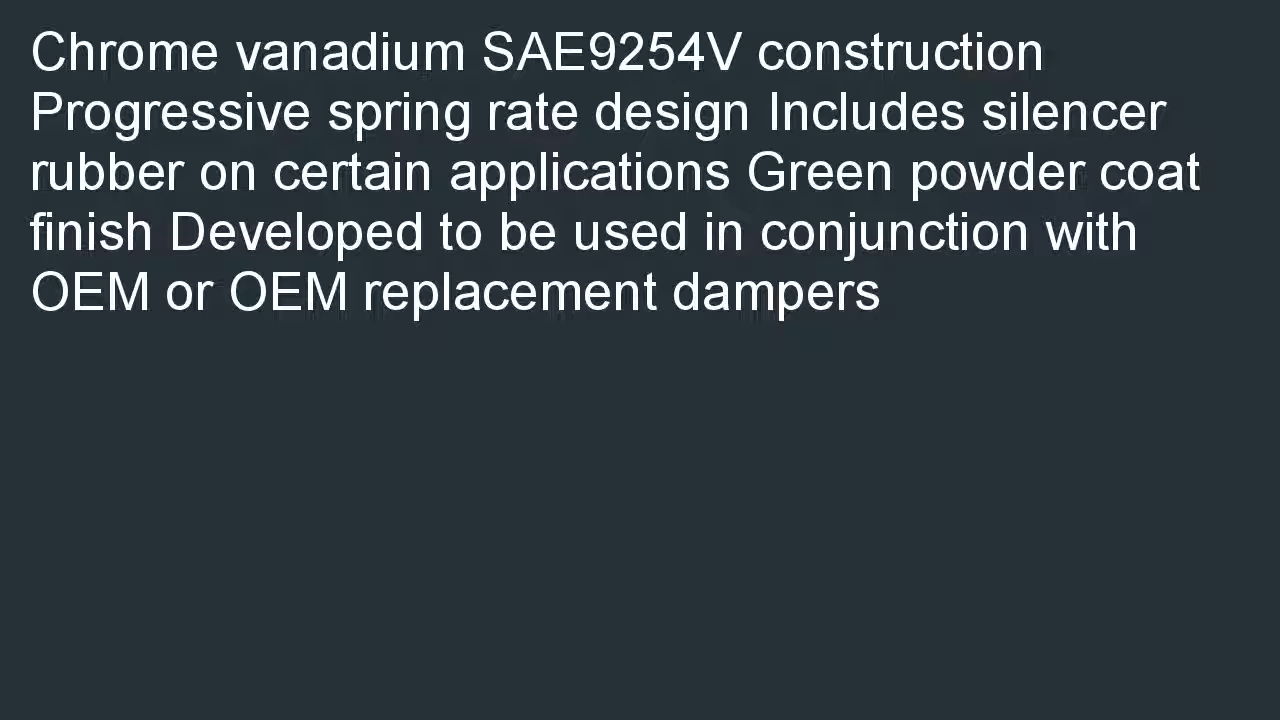 Chrome vanadium SAE9254V construction
Progressive spring rate design Includes silencer
rubber on certain applications Green powder coat
finish Developed to be used in conjunction with
OEM or OEM replacement dampers